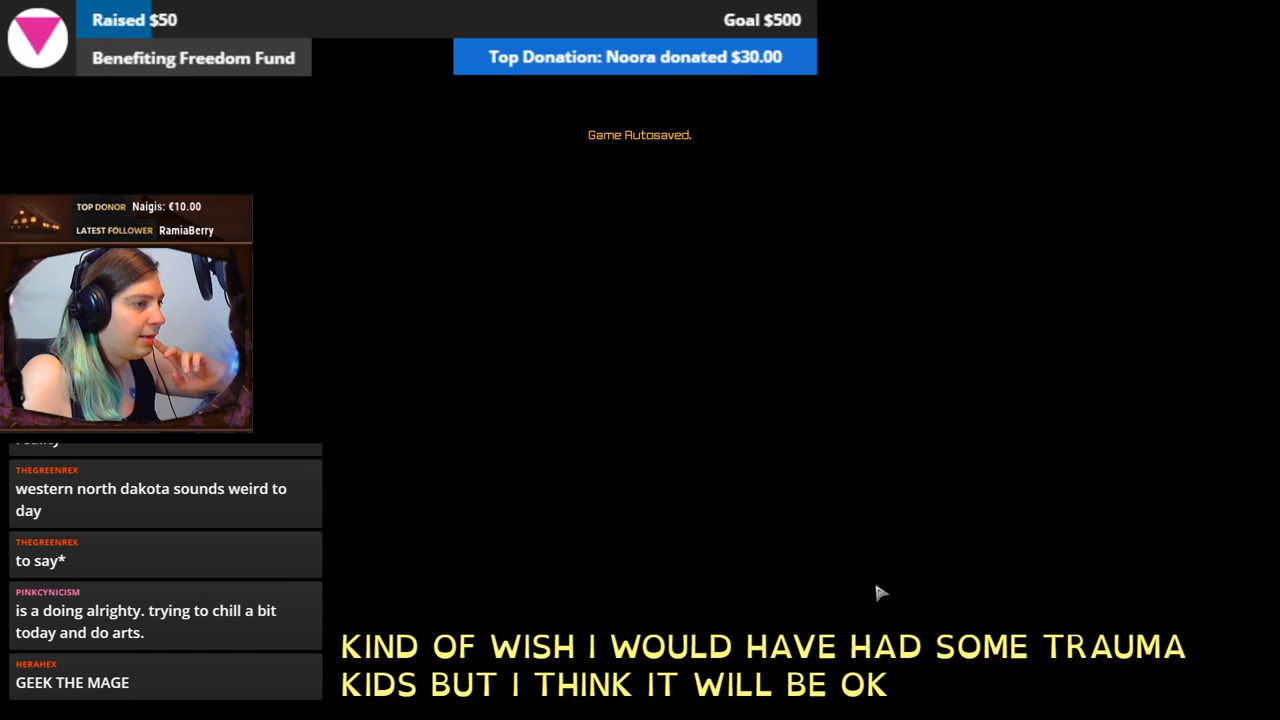 Raised $50
Goal $500
Benefiting Freedom Fund
Top Donation: Noora donated $30.00
Game Autosaved.
TOP DONOR Naigis: €10.00
LATEST FOLLOWER RamiaBerry
THEGREENREX
western north dakota sounds weird to
day
THEGREENREX
to say*
PINKCYNICISM
is a doing alrighty. trying to chill a bit
today and do arts.
HERAHEX
GEEK THE MAGE
KIND OF WISH I WOULD HAVE HAD SOME TRAUMA
KIDS BUT I THINK IT WILL BE OK